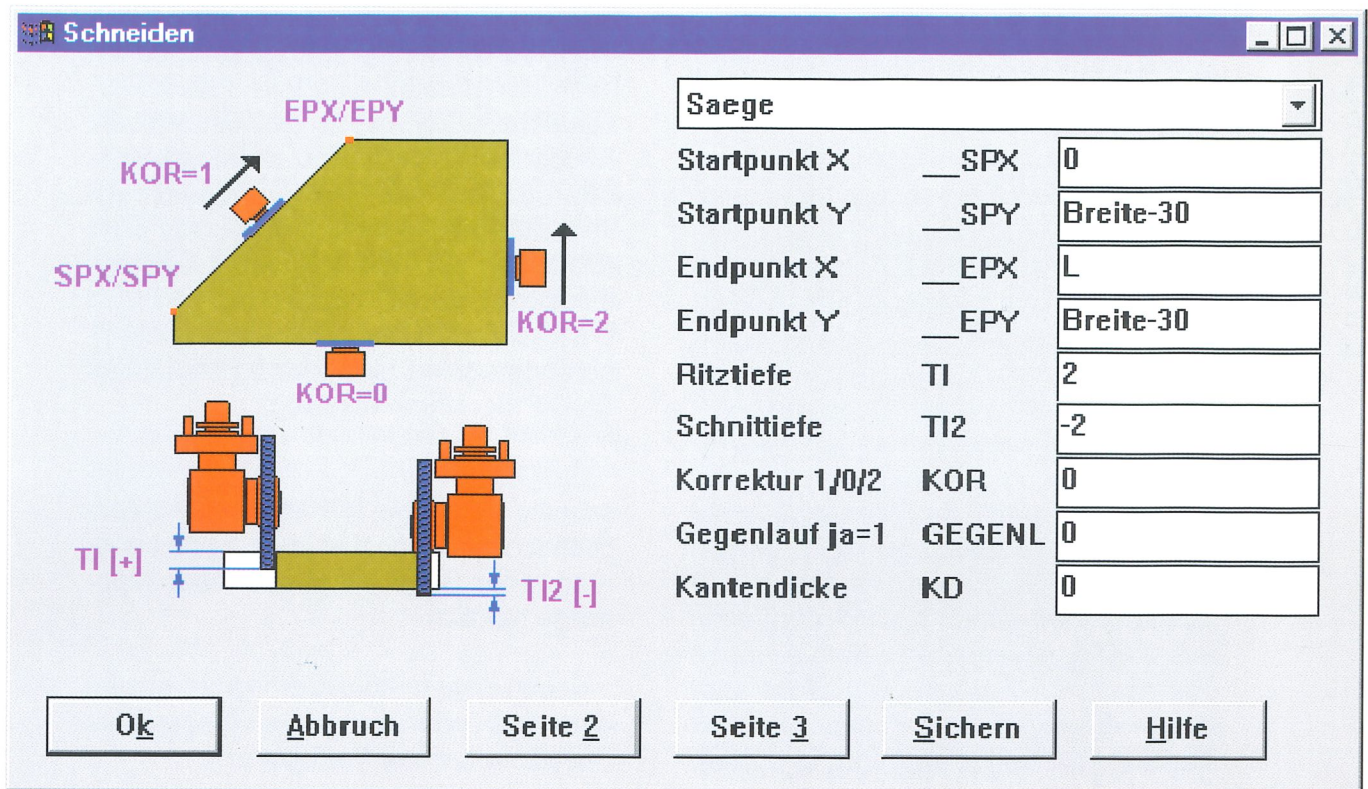 Schneiden
EPX/EPY
KOR=1
SPX/SPY
KOR=2
KOR=0
TI [+]
TI2 [-]
Saege
Startpunkt X __SPX 0
Startpunkt Y __SPY Breite-30
Endpunkt X __EPX L
Endpunkt Y __EPY Breite-30
Ritztiefe TI 2
Schnittiefe TI2 -2
Korrektur 1/0/2 KOR 0
Gegenlauf ja=1 GEGENL 0
Kantendicke KD 0
Ok Abbruch Seite 2 Seite 3 Sichern Hilfe